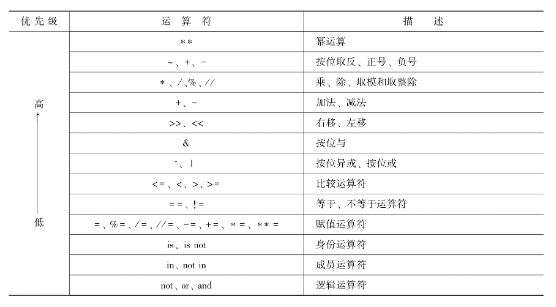 优先级 运算符 描述
** 幂运算
~、+、- 按位取反、正号、负号
*、/、%、// 乘、除、取模和取整除
高 +、- 加法、减法
>>、<< 右移、左移
& 按位与
^、| 按位异或、按位或
<=、<、>、>= 比较运算符
==、!= 等于、不等于运算符
低 =、%=、/=、//=、-=、+=、*=、**= 赋值运算符
is、is not 身份运算符
in、not in 成员运算符
not、or、and 逻辑运算符